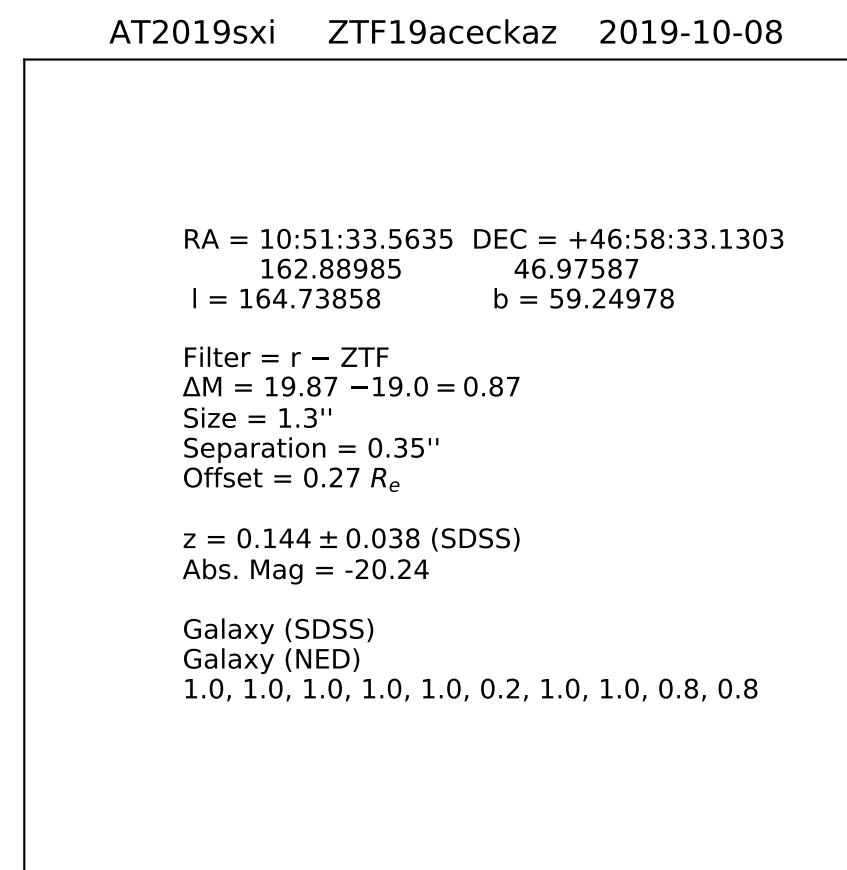 AT2019sxi ZTF19aceckaz 2019-10-08
RA = 10:51:33.5635 DEC = +46:58:33.1303
162.88985 46.97587
l = 164.73858 b = 59.24978
Filter = r − ZTF
ΔM = 19.87 −19.0 = 0.87
Size = 1.3''
Separation = 0.35''
Offset = 0.27 Re
z = 0.144 ± 0.038 (SDSS)
Abs. Mag = -20.24
Galaxy (SDSS)
Galaxy (NED)
1.0, 1.0, 1.0, 1.0, 1.0, 0.2, 1.0, 1.0, 0.8, 0.8